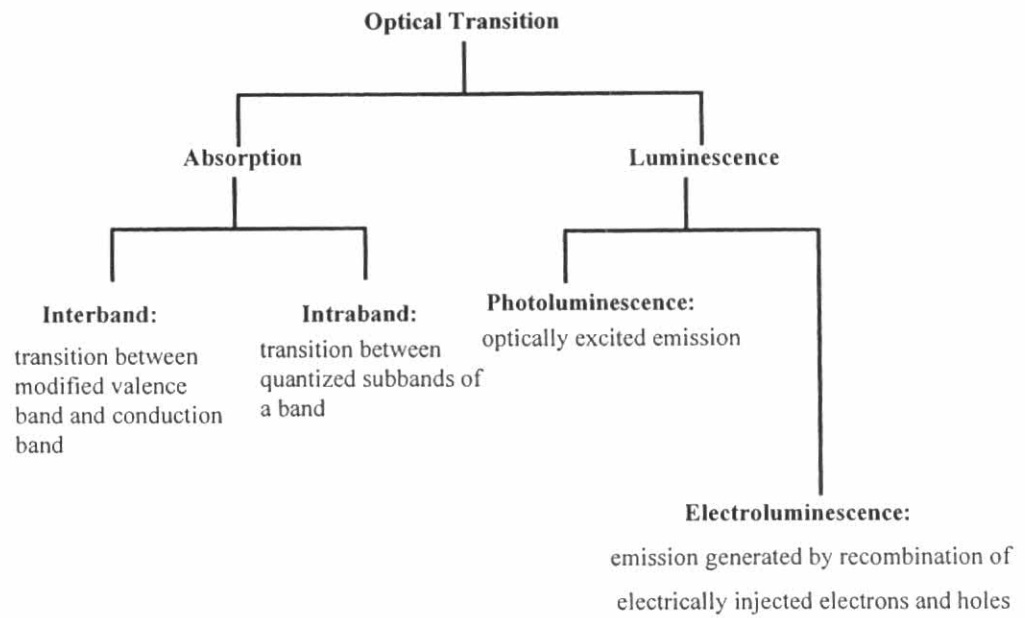 Optical Transition
Absorption
Luminescence
Interband:
transition between
modified valence
band and conduction
band
Intraband:
transition between
quantized subbands of
a band
Photoluminescence:
optically excited emission
Electroluminescence:
emission generated by recombination of
electrically injected electrons and holes